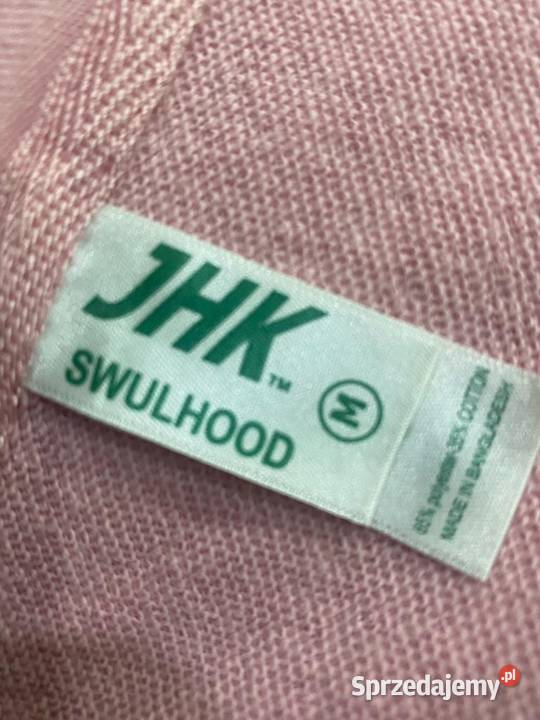 JHK™
SWULHOOD
M
65% polyester 35% COTTON
MADE IN BANGLADESH
Sprzedajemy.pl